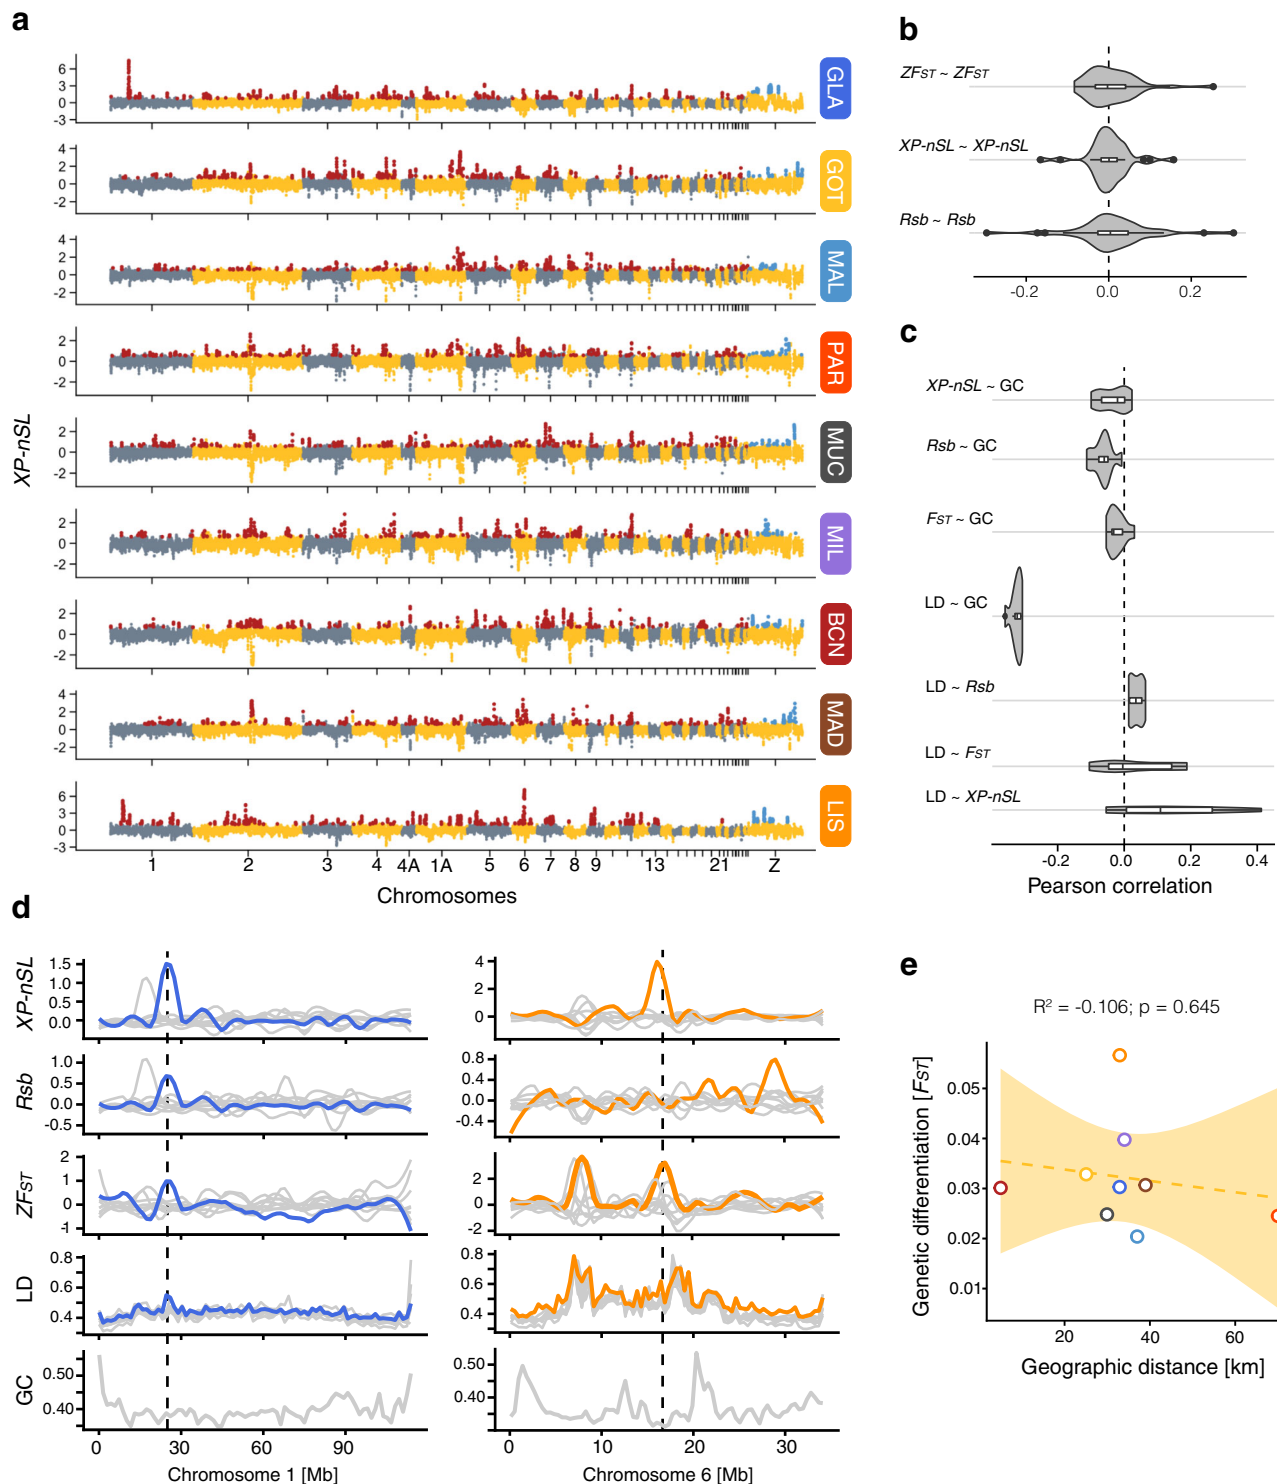 a
XP-nSL
6
3
0
-3
GLA
4
2
0
-2
GOT
4
2
0
-2
MAL
2
0
-2
PAR
2
0
-2
MUC
2
0
-2
MIL
2
0
-2
BCN
4
2
0
-2
MAD
6
3
0
-3
LIS
1 2 3 4 4A 1A 5 6 7 8 9 13 21 Z
Chromosomes
b
ZFST ~ ZFST
XP-nSL ~ XP-nSL
Rsb ~ Rsb
-0.2 0.0 0.2
c
XP-nSL ~ GC
Rsb ~ GC
FST ~ GC
LD ~ GC
LD ~ Rsb
LD ~ FST
LD ~ XP-nSL
-0.2 0.0 0.2 0.4
Pearson correlation
d
XP-nSL
1.5
1.0
0.5
0.0
4
2
0
Rsb
1.0
0.5
0.0
-0.5
0.8
0.4
0.0
-0.4
ZFST
2
1
0
1
2
0
-2
LD
0.8
0.6
0.4
0.8
0.6
0.4
GC
0.50
0.40
0.50
0.40
0 30 60 90
Chromosome 1 [Mb]
0 10 20 30
Chromosome 6 [Mb]
e
R² = -0.106; p = 0.645
Genetic differentiation [FST]
0.05
0.04
0.03
0.02
0.01
20 40 60
Geographic distance [km]